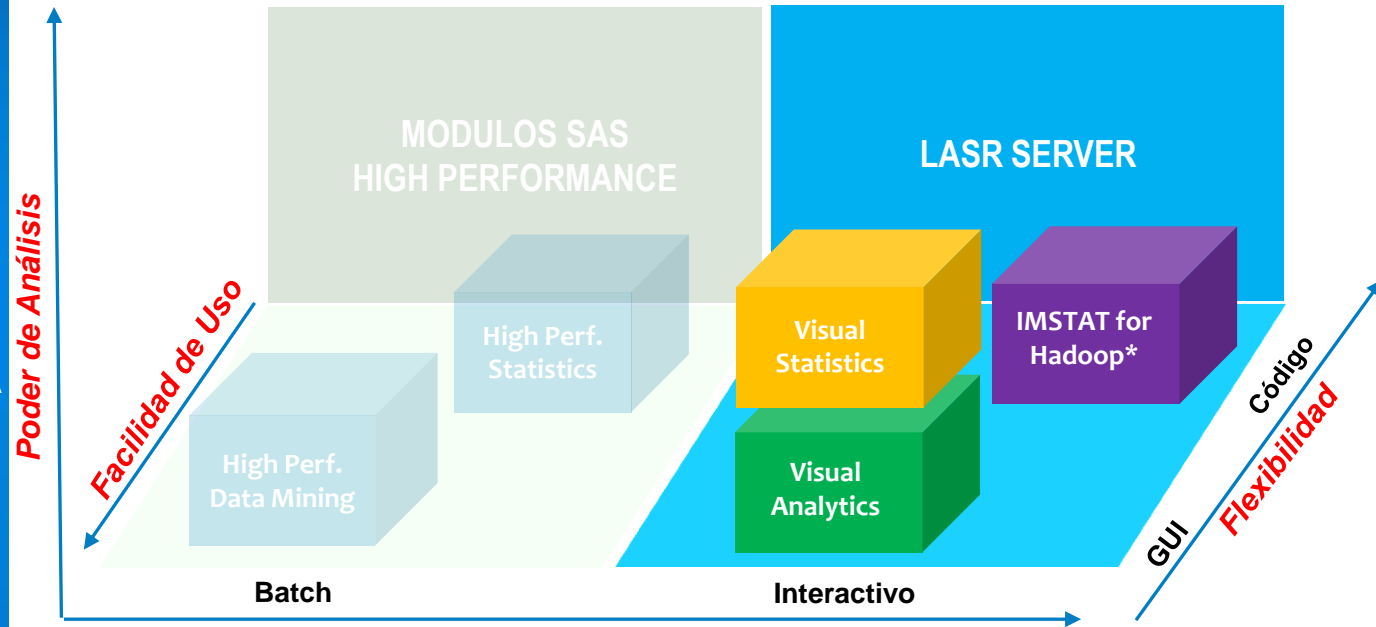 MODULOS SAS
HIGH PERFORMANCE
LASR SERVER
Poder de Análisis
Facilidad de Uso
High Perf.
Statistics
High Perf.
Data Mining
Visual
Statistics
IMSTAT for
Hadoop*
Visual
Analytics
Código
Flexibilidad
GUI
Batch
Interactivo